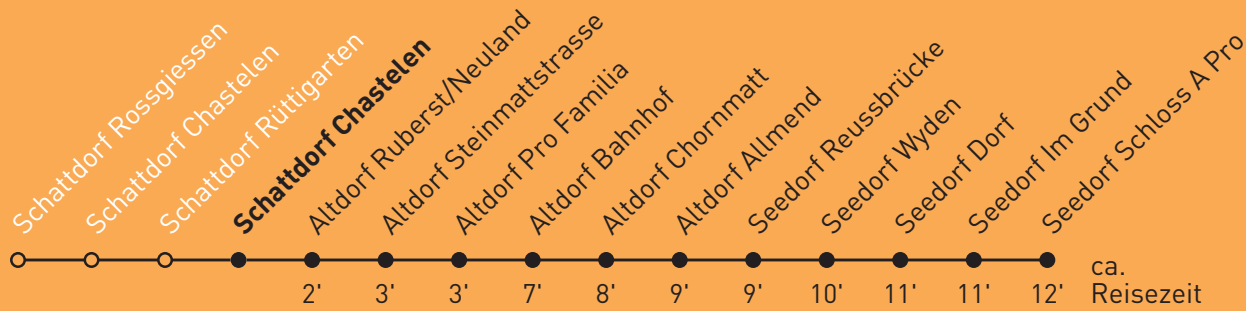 Schattdorf Rossgiessen
Schattdorf Chastelen
Schattdorf Rüttigarten
Schattdorf Chastelen
Altdorf Ruberst/Neuland
Altdorf Steinmattstrasse
Altdorf Pro Familia
Altdorf Bahnhof
Altdorf Chornmatt
Altdorf Allmend
Seedorf Reussbrücke
Seedorf Wyden
Seedorf Dorf
Seedorf Im Grund
Seedorf Schloss A Pro
2' 3' 3' 7' 8' 9' 9' 10' 11' 11' 12'
ca.
Reisezeit